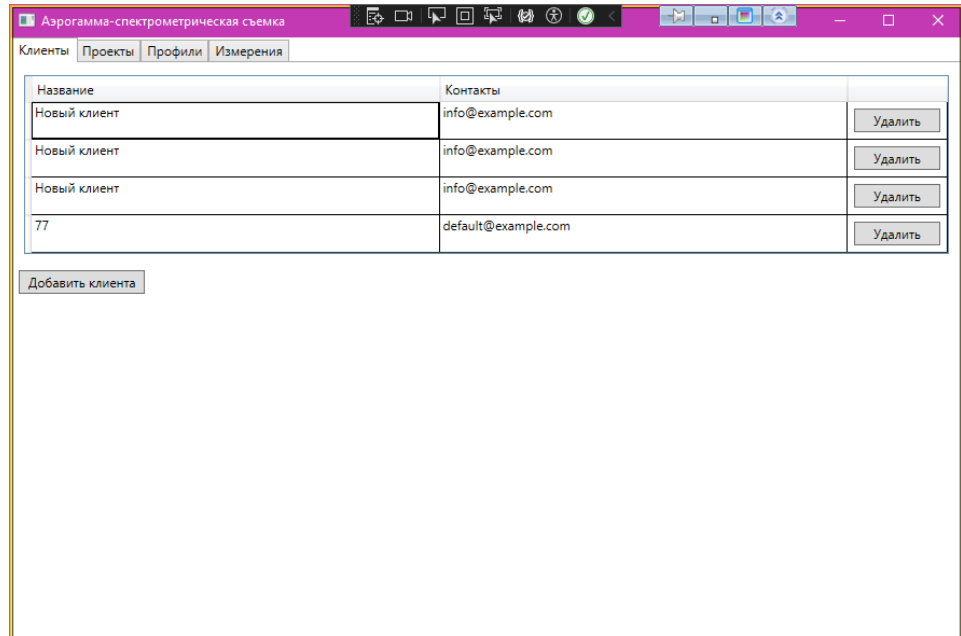 Аэрогамма-спектрометрическая съемка
Клиенты Проекты Профили Измерения
Название Контакты
Новый клиент info@example.com Удалить
Новый клиент info@example.com Удалить
Новый клиент info@example.com Удалить
77 default@example.com Удалить
Добавить клиента